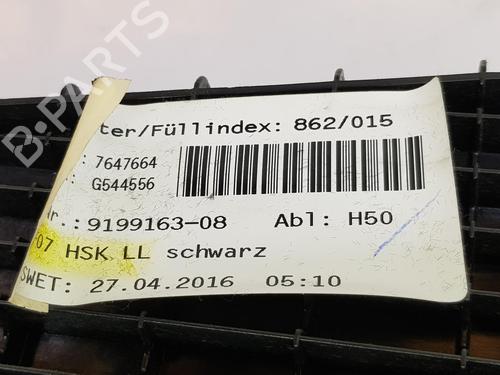 B-PARTS
ter/Füllindex: 862/015
: 7647664
: G544556
r.: 9199163-08 Abl: H50
07 HSK LL schwarz
SWET: 27.04.2016 05:10